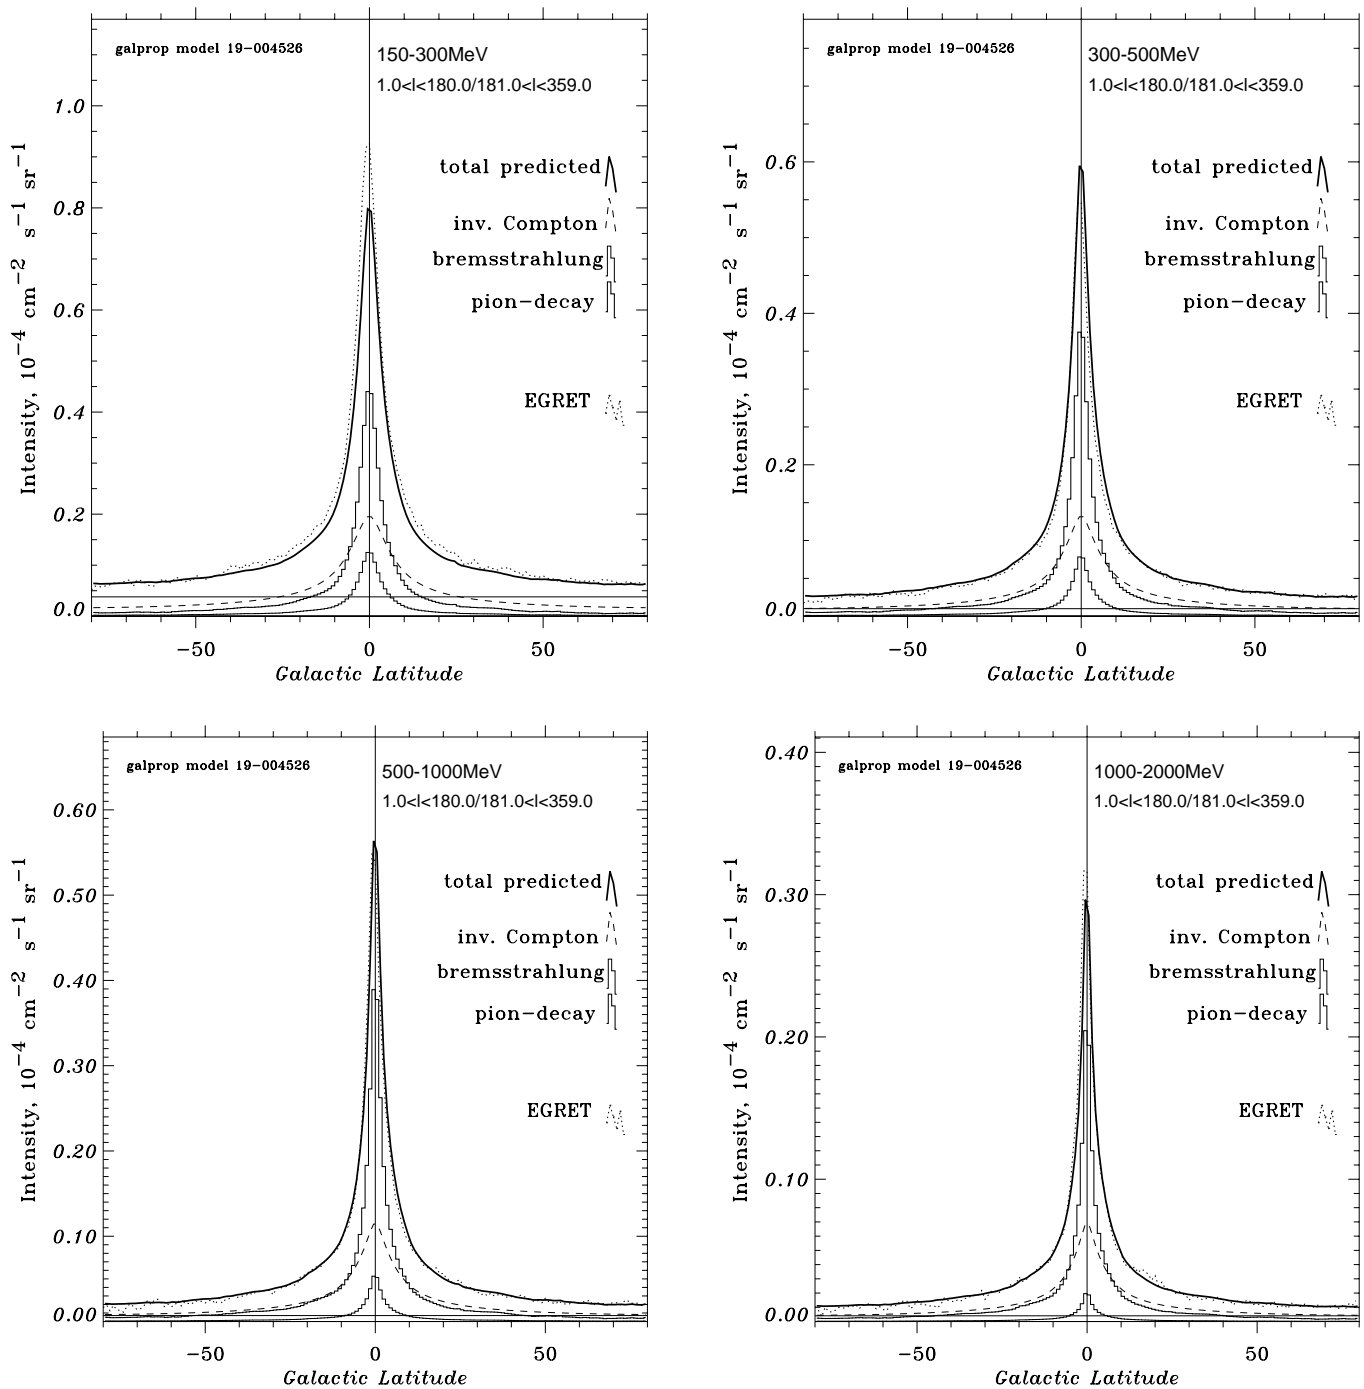 galprop model 19-004526
150-300MeV
1.0<l<180.0/181.0<l<359.0
1.0
0.8
0.6
0.4
0.2
0.0
Intensity, 10−4 cm−2 s−1 sr−1
total predicted
inv. Compton
bremsstrahlung
pion−decay
EGRET
−50 0 50
Galactic Latitude
galprop model 19-004526
300-500MeV
1.0<l<180.0/181.0<l<359.0
0.6
0.4
0.2
0.0
Intensity, 10−4 cm−2 s−1 sr−1
total predicted
inv. Compton
bremsstrahlung
pion−decay
EGRET
−50 0 50
Galactic Latitude
galprop model 19-004526
500-1000MeV
1.0<l<180.0/181.0<l<359.0
0.60
0.50
0.40
0.30
0.20
0.10
0.00
Intensity, 10−4 cm−2 s−1 sr−1
total predicted
inv. Compton
bremsstrahlung
pion−decay
EGRET
−50 0 50
Galactic Latitude
galprop model 19-004526
1000-2000MeV
1.0<l<180.0/181.0<l<359.0
0.40
0.30
0.20
0.10
0.00
Intensity, 10−4 cm−2 s−1 sr−1
total predicted
inv. Compton
bremsstrahlung
pion−decay
EGRET
−50 0 50
Galactic Latitude